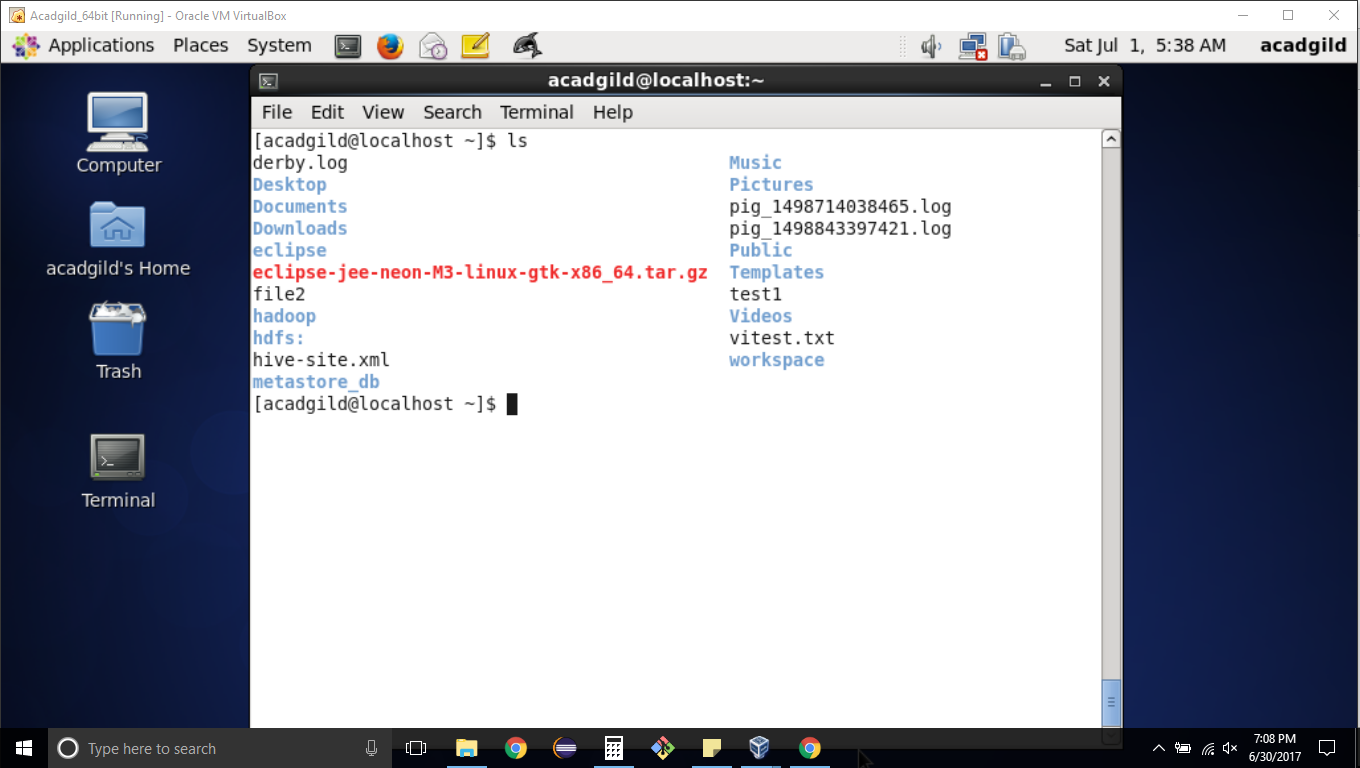 Acadgild_64bit [Running] - Oracle VM VirtualBox
Applications Places System Sat Jul 1, 5:38 AM acadgild
Computer
acadgild's Home
Trash
Terminal
acadgild@localhost:~
File Edit View Search Terminal Help
[acadgild@localhost ~]$ ls
derby.log Music
Desktop Pictures
Documents pig_1498714038465.log
Downloads pig_1498843397421.log
eclipse Public
eclipse-jee-neon-M3-linux-gtk-x86_64.tar.gz Templates
file2 test1
hadoop Videos
hdfs: vitest.txt
hive-site.xml workspace
metastore_db
[acadgild@localhost ~]$
Type here to search
7:08 PM
6/30/2017